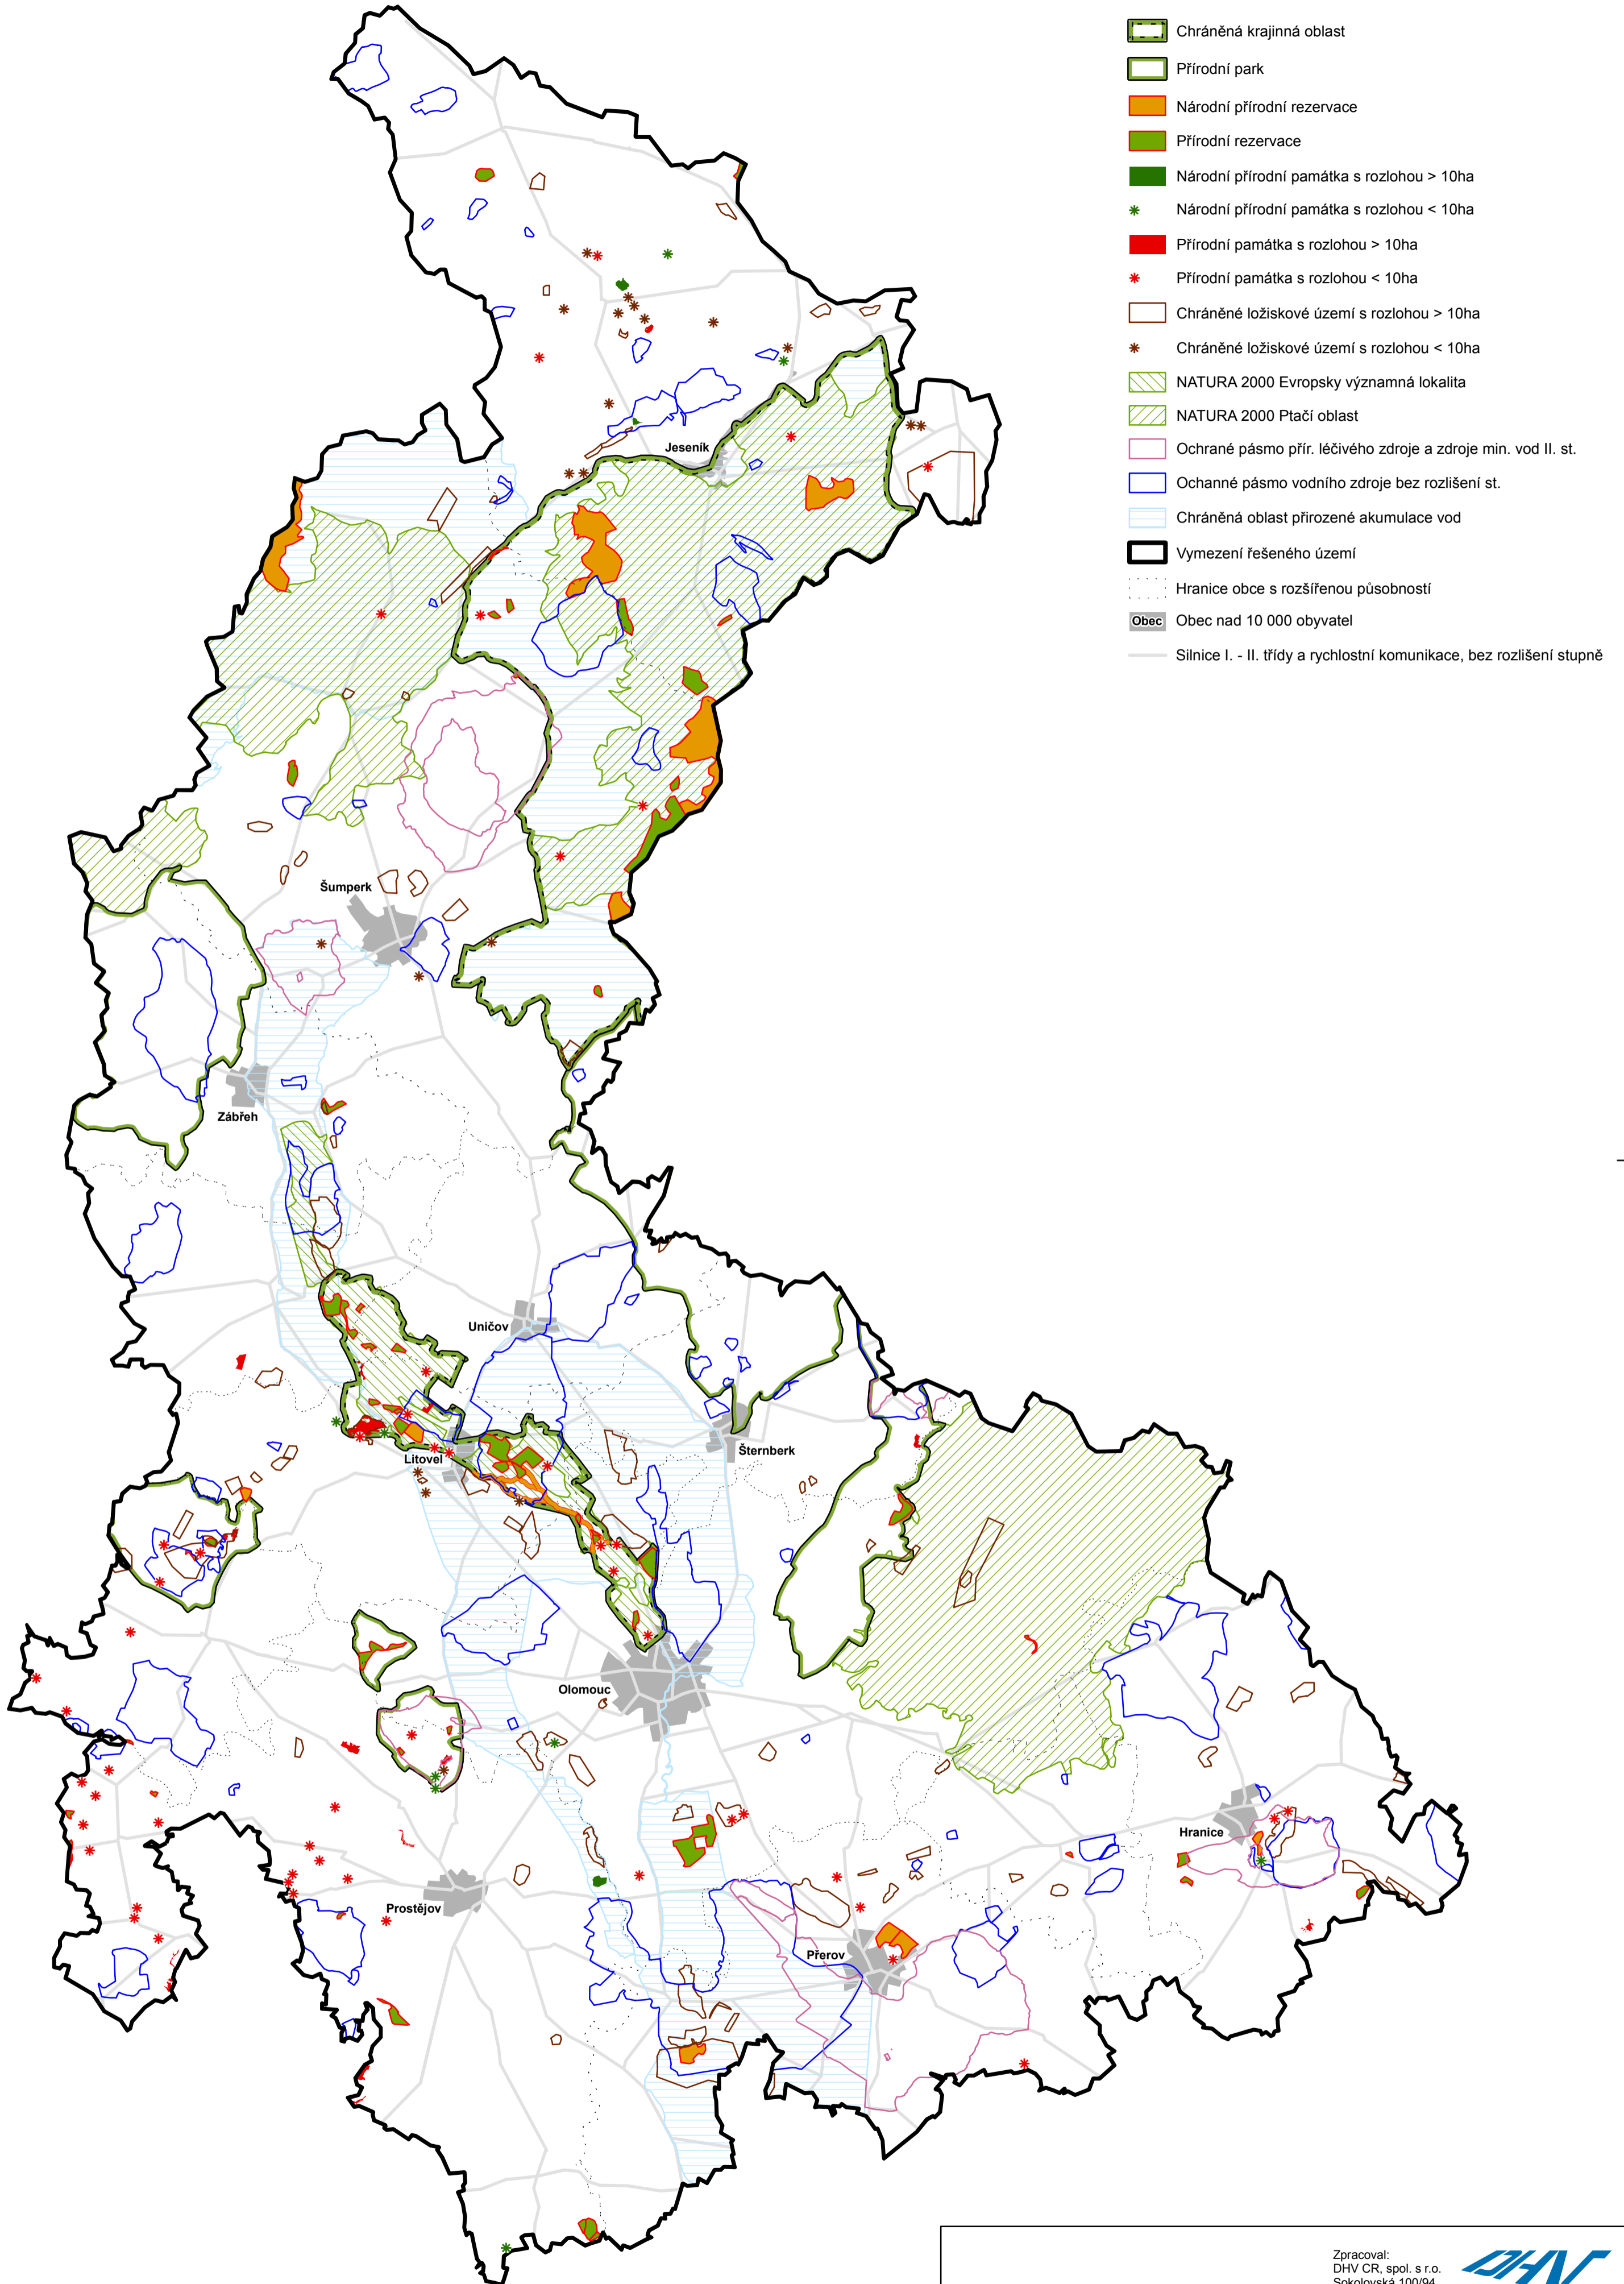 Chráněná krajinná oblast
Přírodní park
Národní přírodní rezervace
Přírodní rezervace
Národní přírodní památka s rozlohou > 10ha
Národní přírodní památka s rozlohou < 10ha
Přírodní památka s rozlohou > 10ha
Přírodní památka s rozlohou < 10ha
Chráněné ložiskové území s rozlohou > 10ha
Chráněné ložiskové území s rozlohou < 10ha
NATURA 2000 Evropsky významná lokalita
NATURA 2000 Ptačí oblast
Ochrané pásmo přír. léčivého zdroje a zdroje min. vod II. st.
Ochanné pásmo vodního zdroje bez rozlišení st.
Chráněná oblast přirozené akumulace vod
Vymezení řešeného území
Hranice obce s rozšířenou působností
Obec Obec nad 10 000 obyvatel
Silnice I. - II. třídy a rychlostní komunikace, bez rozlišení stupně
Jeseník
Šumperk
Zábřeh
Uničov
Šternberk
Litovel
Olomouc
Hranice
Prostějov
Přerov
Zpracoval:
DHV CR, spol. s r.o.
Sokolovská 100/94
DHV